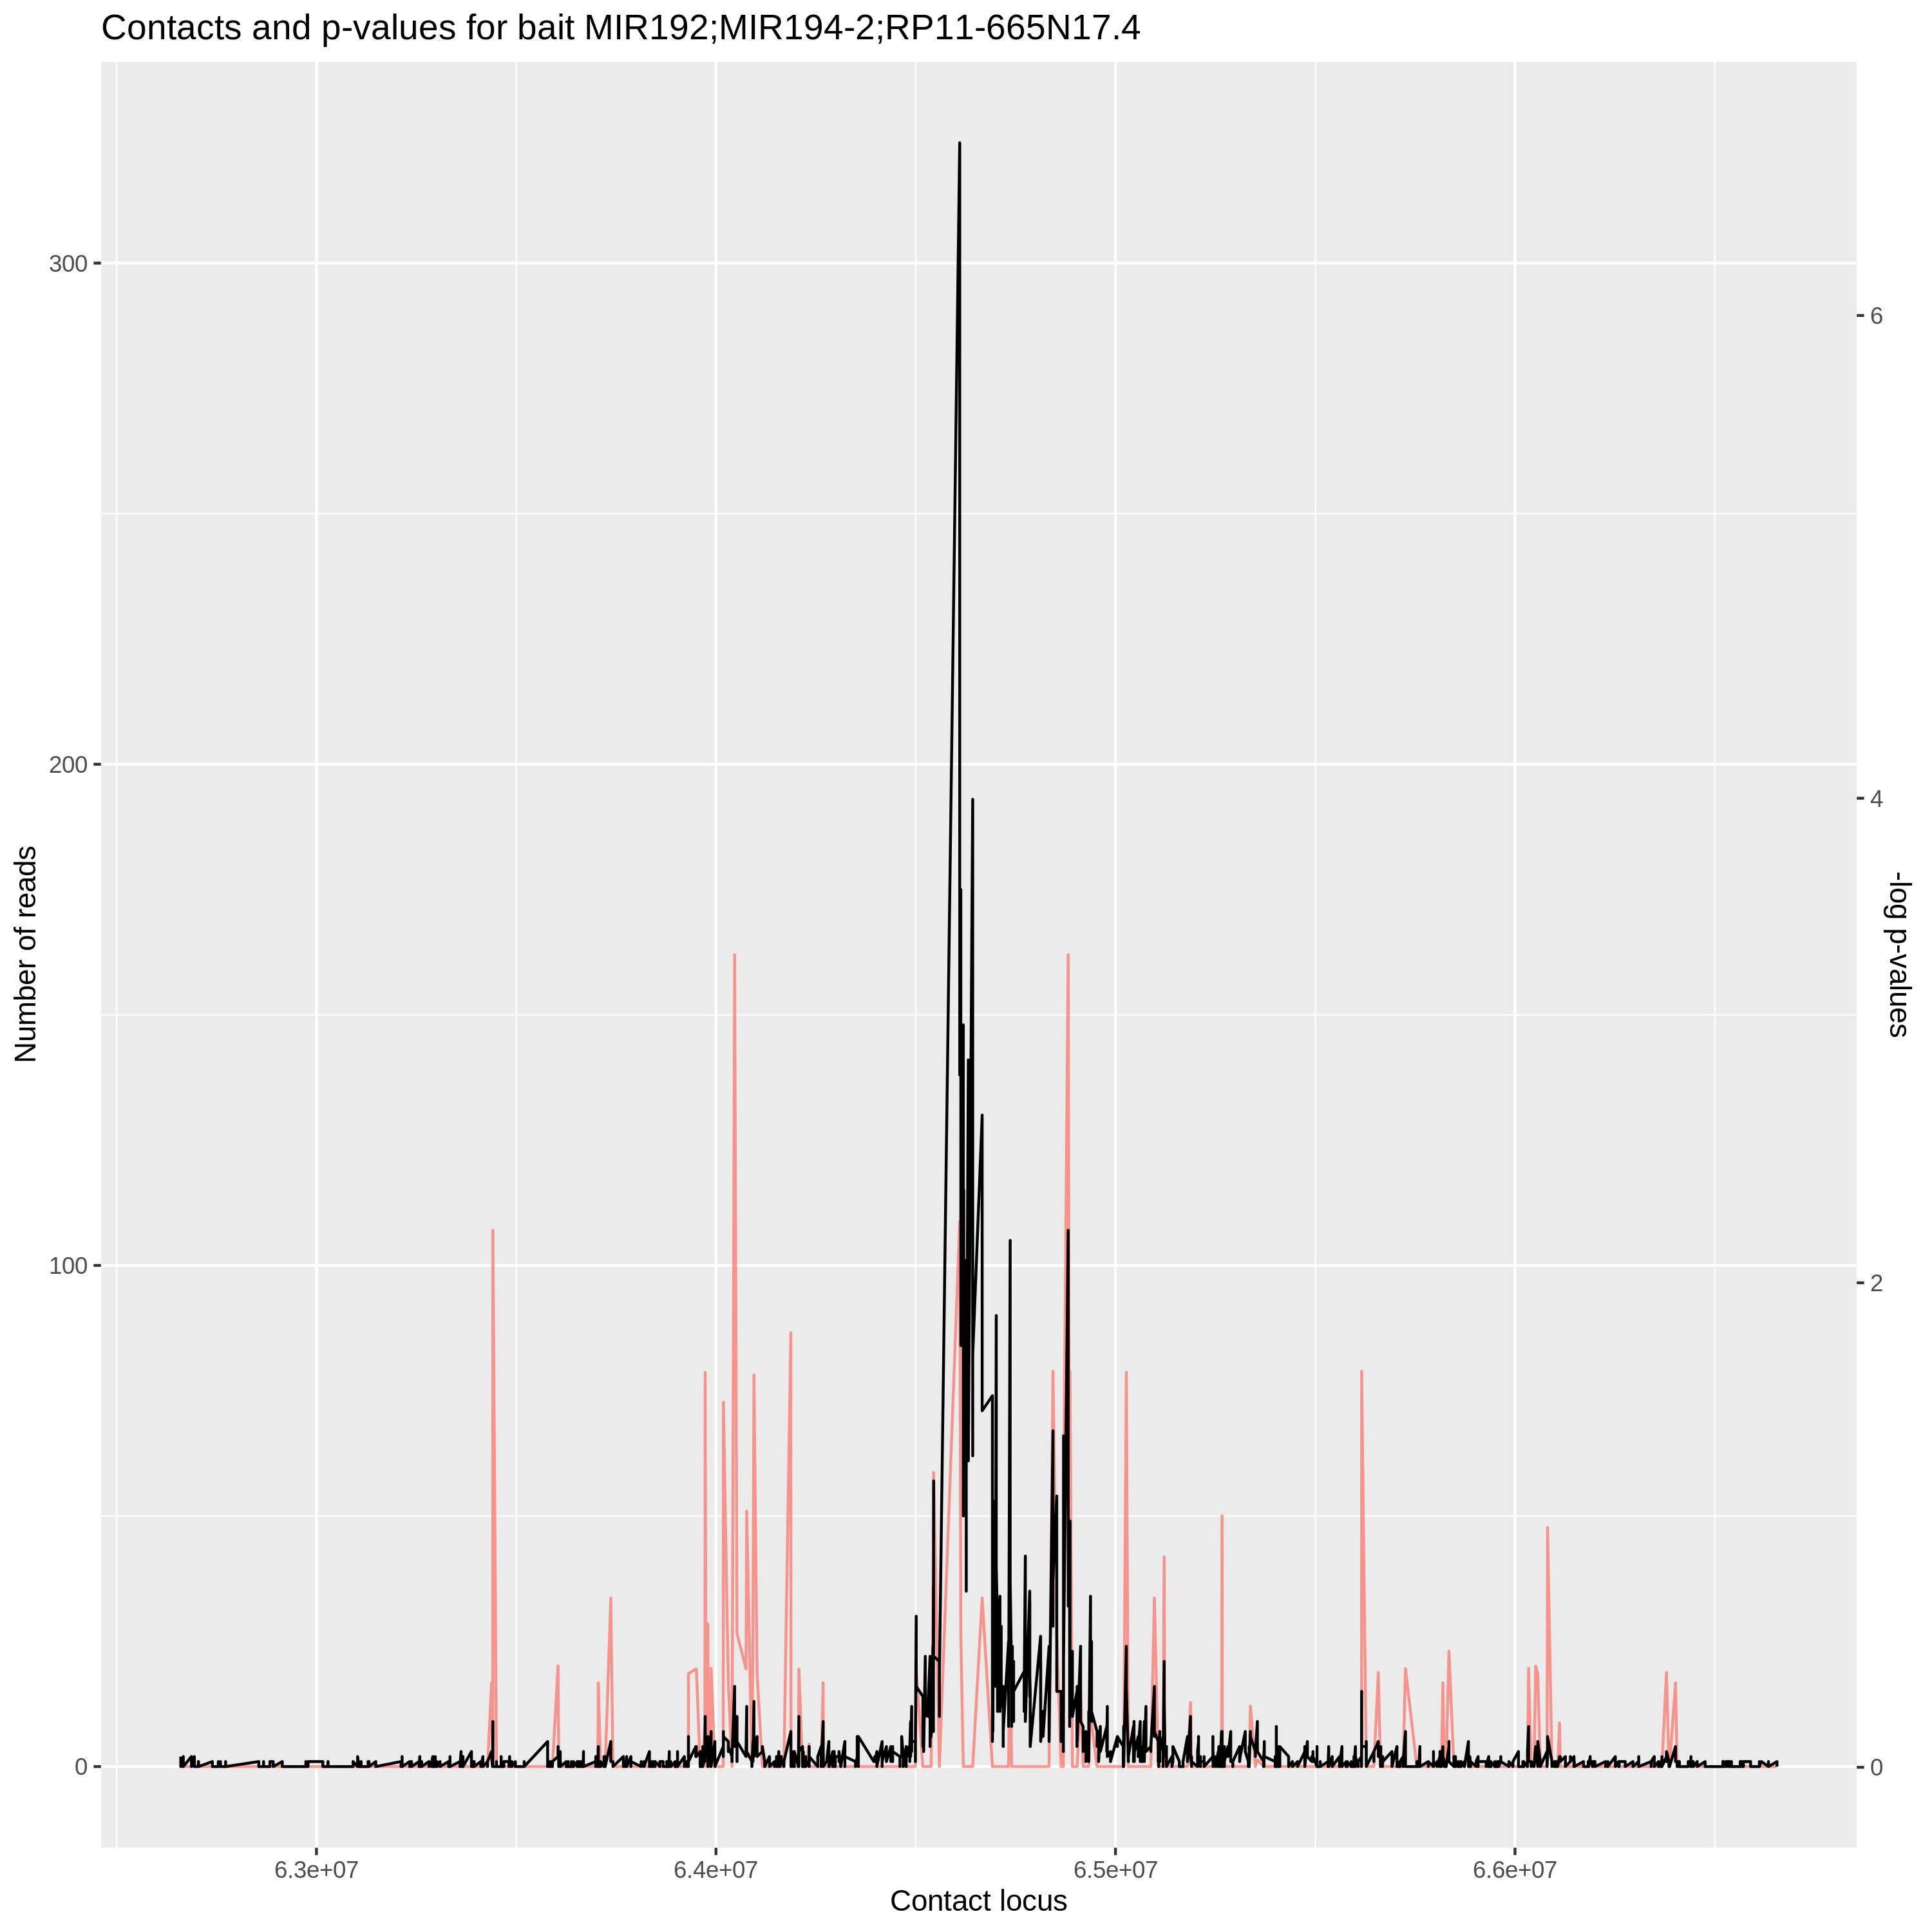 Contacts and p-values for bait MIR192;MIR194-2;RP11-665N17.4
300
200
100
0
Number of reads
6
4
2
0
-log p-values
6.3e+07
6.4e+07
6.5e+07
6.6e+07
Contact locus